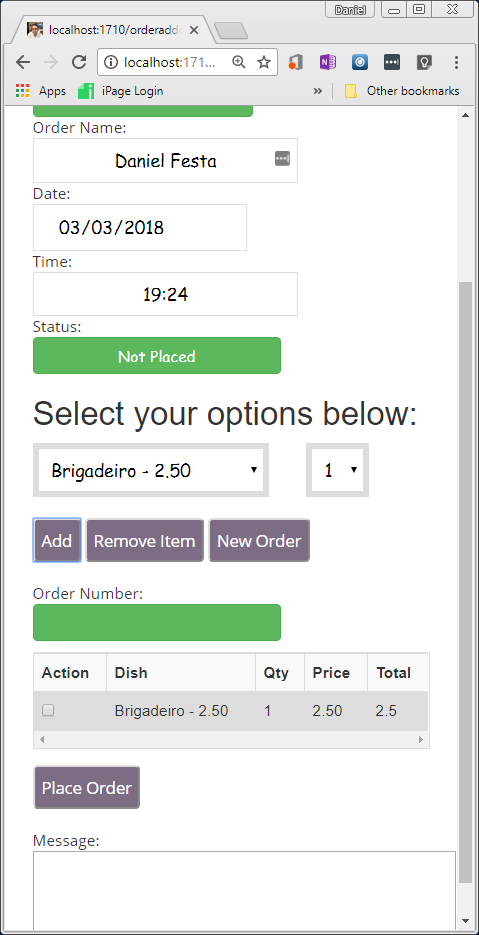 Daniel
localhost:1710/orderadd
localhost:171...
Apps iPage Login » Other bookmarks
Order Name:
Daniel Festa
Date:
03/03/2018
Time:
19:24
Status:
Not Placed
Select your options below:
Brigadeiro - 2.50 1
Add Remove Item New Order
Order Number:
Action Dish Qty Price Total
Brigadeiro - 2.50 1 2.50 2.5
Place Order
Message: